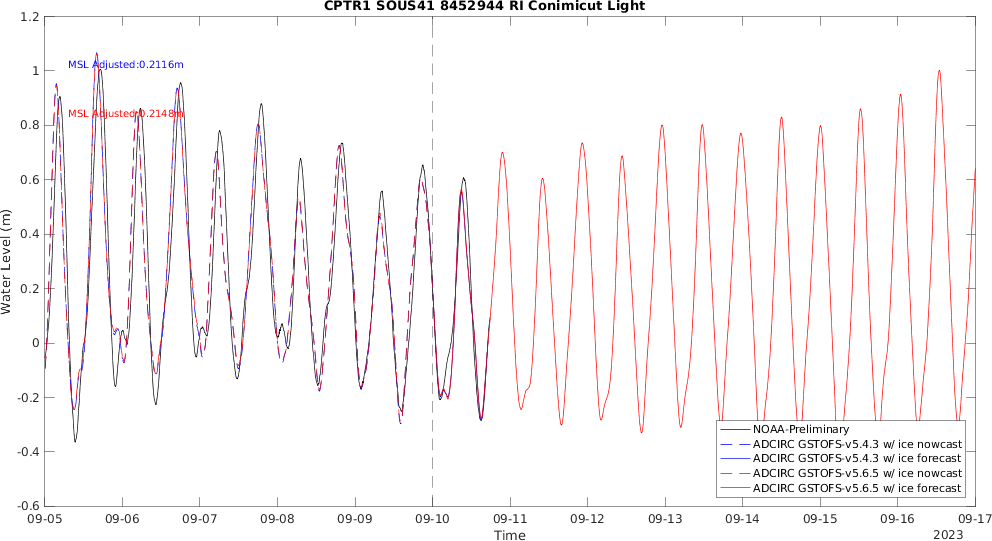 CPTR1 SOUS41 8452944 RI Conimicut Light
1.2
1
0.8
0.6
0.4
0.2
0
-0.2
-0.4
-0.6
Water Level (m)
MSL Adjusted:0.2116m
MSL Adjusted:0.2148m
NOAA-Preliminary
ADCIRC GSTOFS-v5.4.3 w/ ice nowcast
ADCIRC GSTOFS-v5.4.3 w/ ice forecast
ADCIRC GSTOFS-v5.6.5 w/ ice nowcast
ADCIRC GSTOFS-v5.6.5 w/ ice forecast
09-05 09-06 09-07 09-08 09-09 09-10 09-11 09-12 09-13 09-14 09-15 09-16 09-17
Time
2023